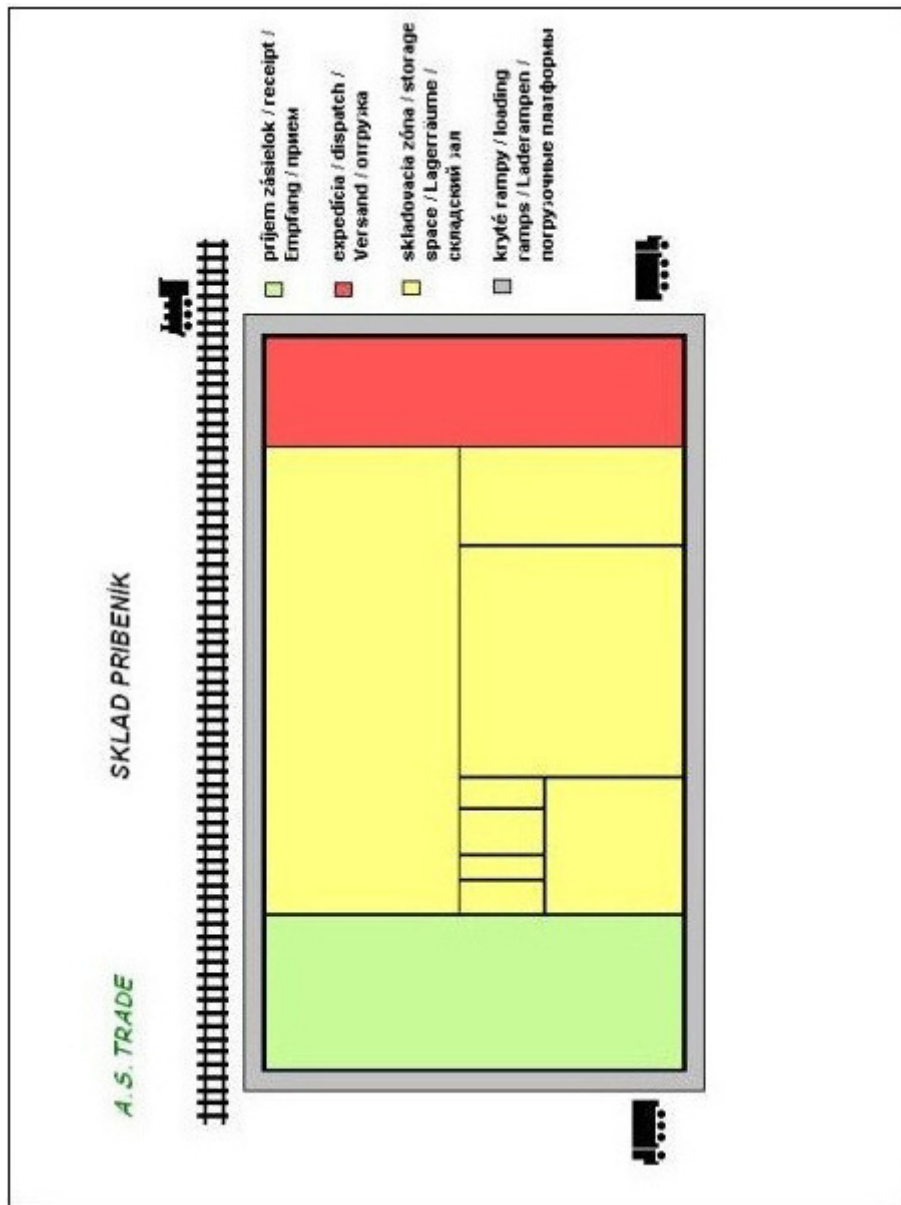 A.S. TRADE SKLAD PRIBENÍK
príjem zásielok / receipt /
Empfang / прием
expedícia / dispatch /
Versand / отгрузка
skladovacia zóna / storage
space / Lagerräume /
складский зал
kryté rampy / loading
ramps / Laderampen /
погрузочные платформы